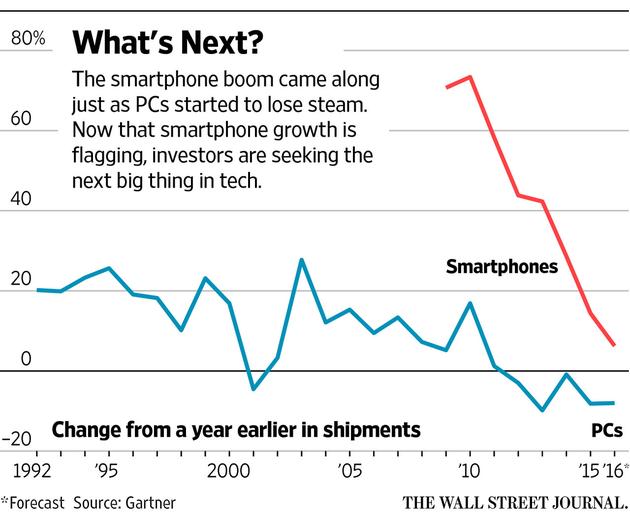 80%
What's Next?
The smartphone boom came along
just as PCs started to lose steam.
Now that smartphone growth is
flagging, investors are seeking the
next big thing in tech.
60
40
Smartphones
20
0
Change from a year earlier in shipments
PCs
–20
1992 '95 2000 '05 '10 '15 '16*
*Forecast Source: Gartner
THE WALL STREET JOURNAL.